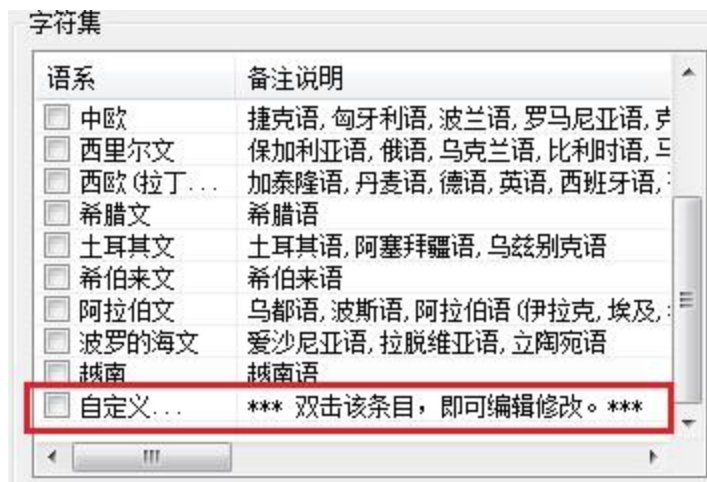 字符集
语系 备注说明
中欧 捷克语, 匈牙利语, 波兰语, 罗马尼亚语,
西里尔文 保加利亚语, 俄语, 乌克兰语, 比利时语,
西欧(拉丁... 加泰隆语, 丹麦语, 德语, 英语, 西班牙语,
希腊文 希腊语
土耳其文 土耳其语, 阿塞拜疆语, 乌兹别克语
希伯来文 希伯来语
阿拉伯文 乌都语, 波斯语, 阿拉伯语(伊拉克, 埃及,
波罗的海文 爱沙尼亚语, 拉脱维亚语, 立陶宛语
越南 越南语
自定义... *** 双击该条目，即可编辑修改。***